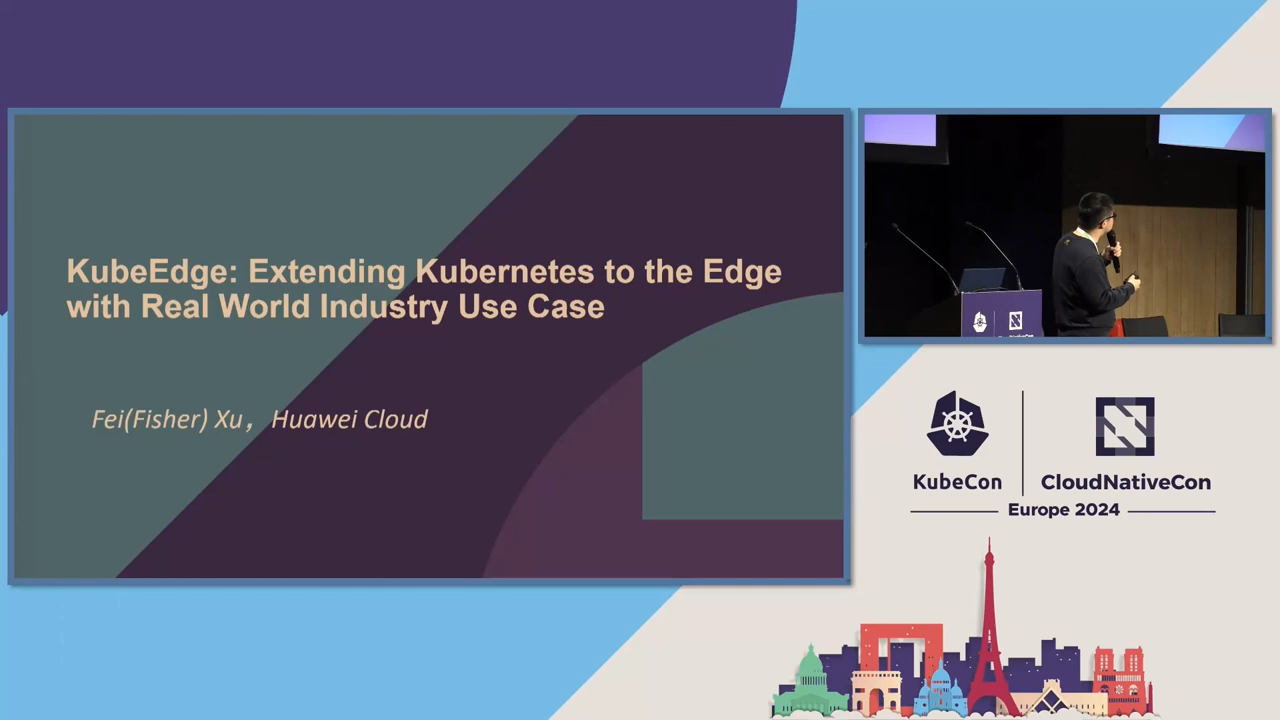 KubeEdge: Extending Kubernetes to the Edge
with Real World Industry Use Case
Fei(Fisher) Xu，Huawei Cloud
KubeCon
CloudNativeCon
Europe 2024